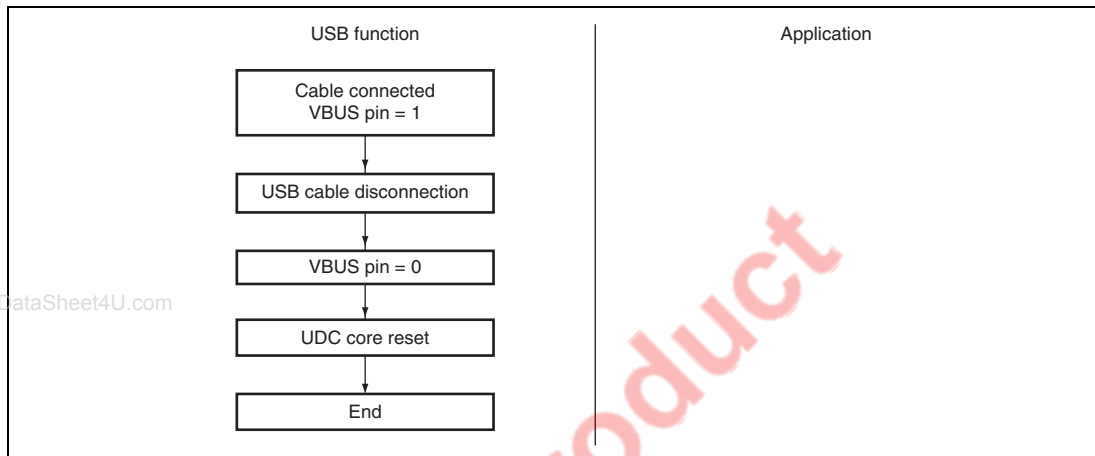 USB function
Application
Cable connected
VBUS pin = 1
USB cable disconnection
VBUS pin = 0
DataSheet4U.com
UDC core reset
End